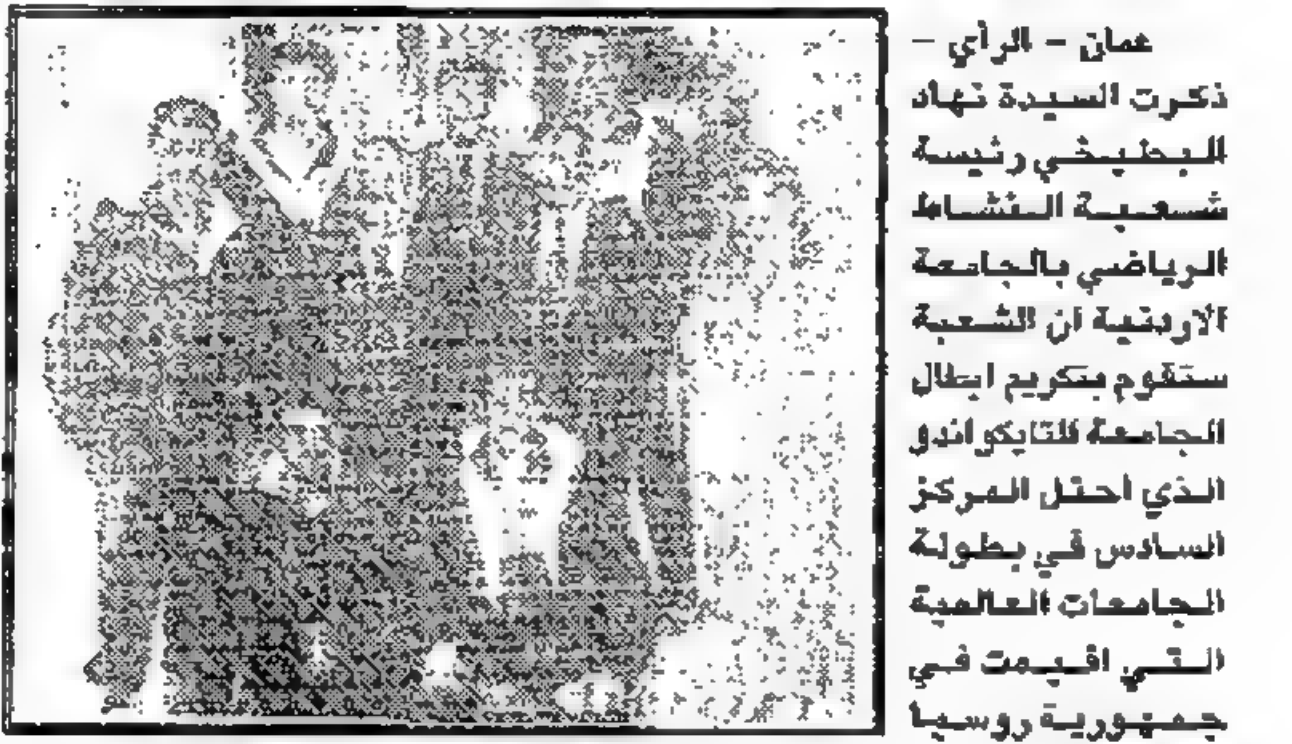 عمان - الرأي -
ذكرت السيدة نهاد
البطيخي رئيسة
شعبة النشاط
الرياضي بالجامعة
الاردنية ان الشعبة
ستقوم بتكريم ابطال
الجامعة للتايكواندو
الذي احتل المركز
السادس في بطولة
الجامعات العالمية
التي اقيمت في
جمهورية روسيا